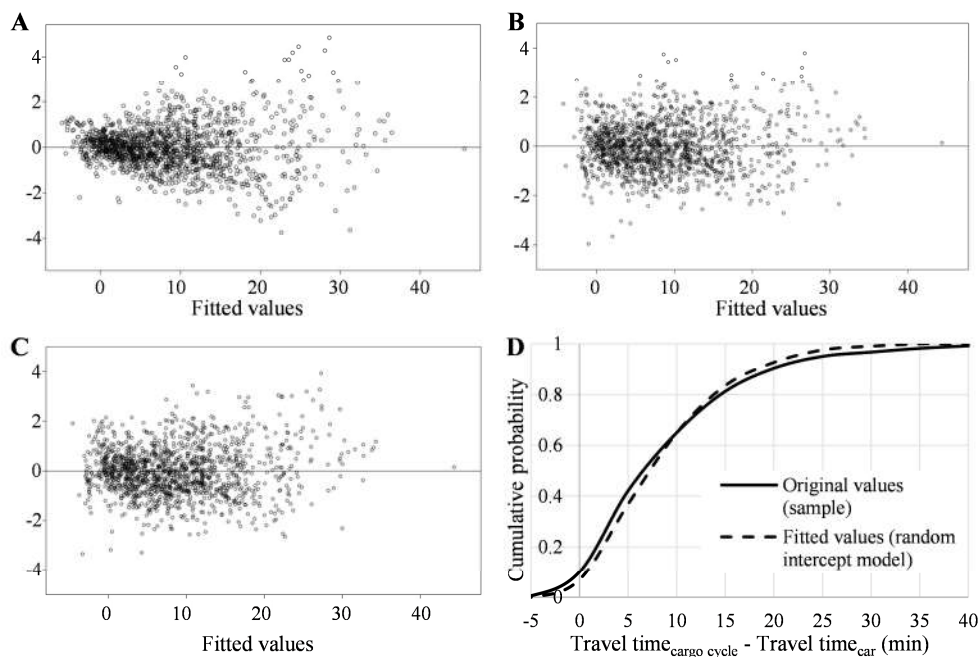 A
4
2
0
-2
-4
0 10 20 30 40
Fitted values
B
4
2
0
-2
-4
0 10 20 30 40
Fitted values
C
4
2
0
-2
-4
0 10 20 30 40
Fitted values
D
Cumulative probability
1
0.8
0.6
0.4
0.2
0
Original values
(sample)
Fitted values (random
intercept model)
-5 0 5 10 15 20 25 30 35 40
Travel time cargo cycle - Travel time car (min)